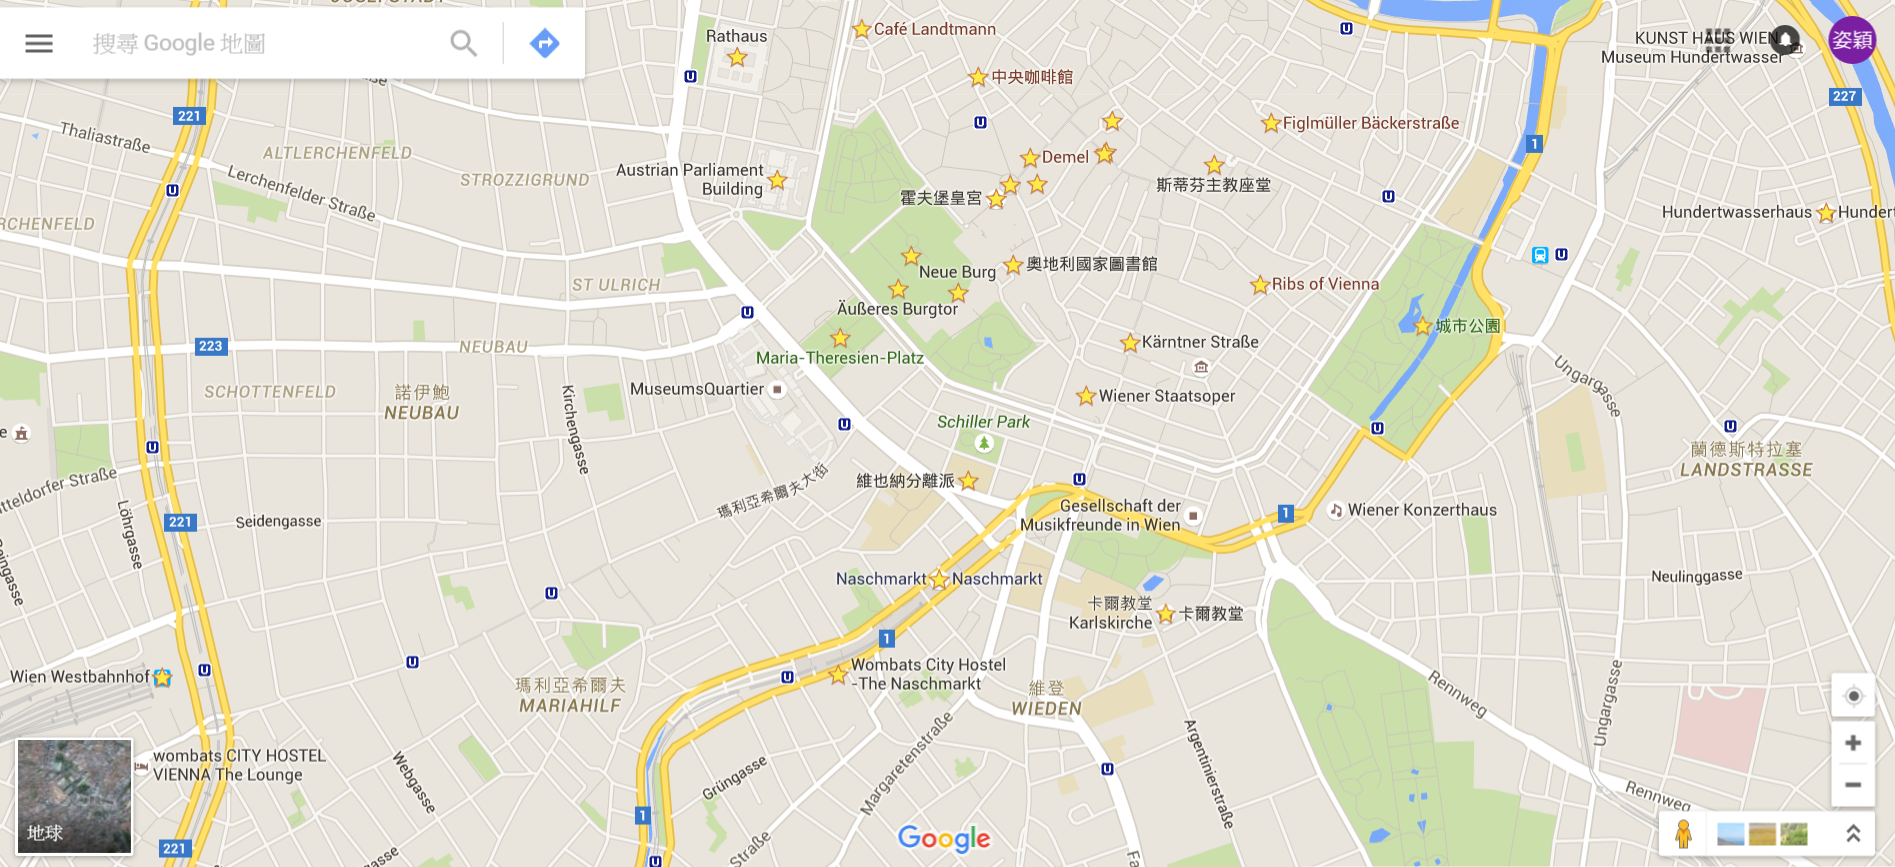 JOSEFSTADT
搜尋 Google 地圖
Rathaus
Café Landtmann
KUNST HAUS WIEN
Museum Hundertwasser
姿穎
中央咖啡館
227
221
Thaliastraße
ALTLERCHENFELD
Figlmüller Bäckerstraße
1
Lerchenfelder Straße
STROZZIGRUND
Austrian Parliament
Building
Demel
斯蒂芬主教座堂
霍夫堡皇宮
Hundertwasserhaus
Hundert
RCHENFELD
Neue Burg
奧地利國家圖書館
ST ULRICH
Äußeres Burgtor
Ribs of Vienna
城市公園
223
NEUBAU
Maria-Theresien-Platz
Kärntner Straße
SCHOTTENFELD
諾伊鮑
NEUBAU
Kirchengasse
MuseumsQuartier
Wiener Staatsoper
Ungargasse
Schiller Park
e
蘭德斯特拉塞
LANDSTRASSE
tteldorfer Straße
瑪利亞希爾夫大街
維也納分離派
Löhrgasse
221
Seidengasse
Gesellschaft der
Musikfreunde in Wien
1
Wiener Konzerthaus
Naschmarkt
Naschmarkt
Neulinggasse
卡爾教堂
Karlskirche
卡爾教堂
1
Wien Westbahnhof
瑪利亞希爾夫
MARIAHILF
Wombats City Hostel
-The Naschmarkt
維登
WIEDEN
Rennweg
Ungargasse
wombats CITY HOSTEL
VIENNA The Lounge
Webgasse
Grüngasse
Margaretenstraße
Argentinierstraße
Rennweg
1
地球
221
Straße
Google
Fa